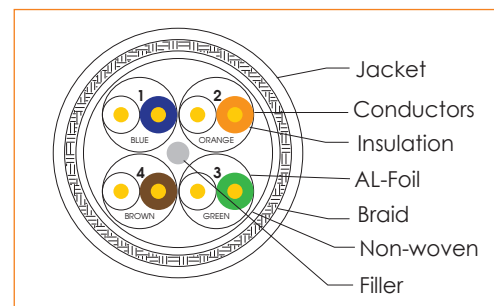 1
BLUE
2
ORANGE
4
BROWN
3
GREEN
Jacket
Conductors
Insulation
AL-Foil
Braid
Non-woven
Filler